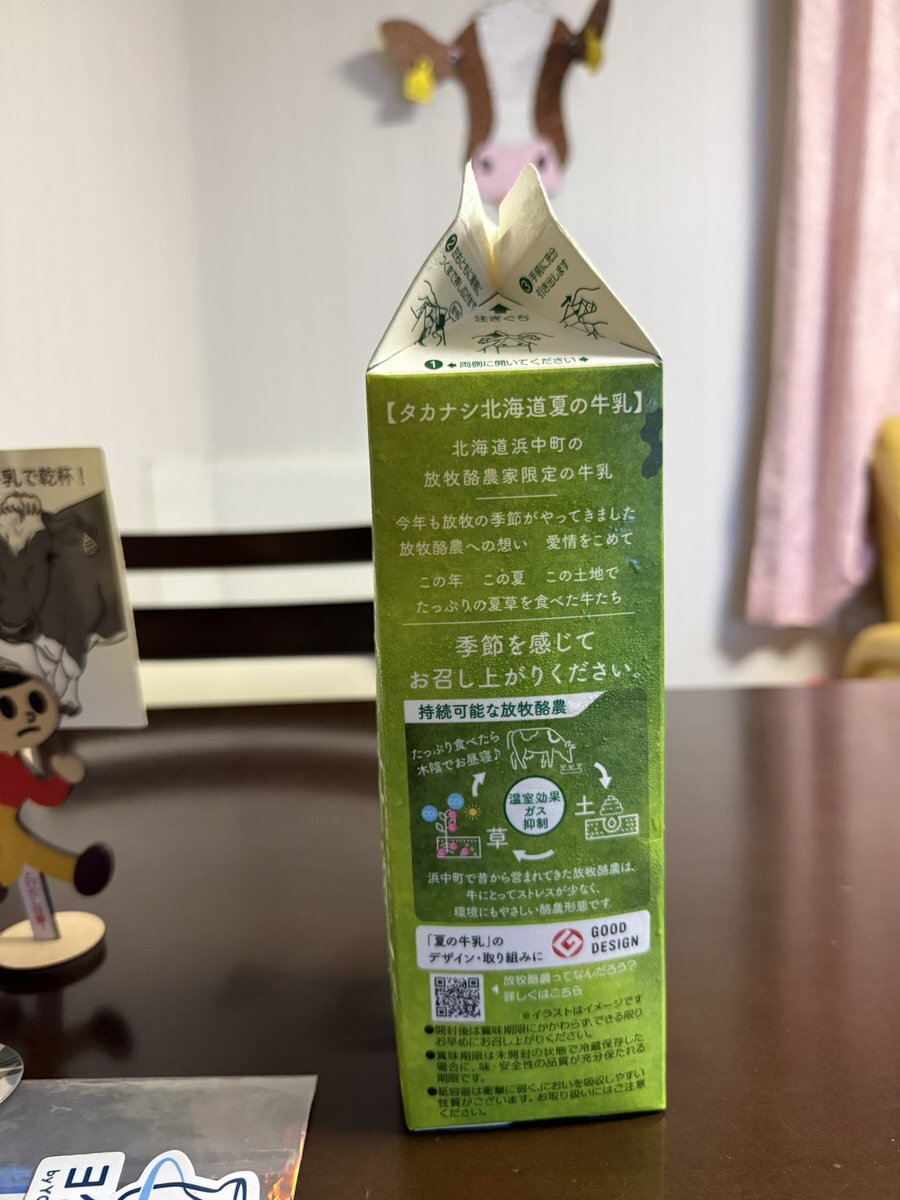 乳で乾杯！
注ぎぐち
❶ ←両側に開いてください→
❸手前に充分
引き出します
【タカナシ北海道夏の牛乳】
北海道浜中町の
放牧酪農家限定の牛乳
今年も放牧の季節がやってきました
放牧酪農への想い　愛情をこめて
この年　この夏　この土地で
たっぷりの夏草を食べた牛たち
季節を感じて
お召し上がりください。
持続可能な放牧酪農
たっぷり食べたら
木陰でお昼寝♪
温室効果
ガス
抑制
土
草
CO₂
CO₂
浜中町で昔から営まれてきた放牧酪農は、
牛にとってストレスが少なく、
環境にもやさしい酪農形態です
「夏の牛乳」の
デザイン・取り組みに
GOOD
DESIGN
放牧酪農ってなんだろう？
詳しくはこちら
※イラストはイメージです
●開封後は賞味期限にかかわらず、できる限り
お早めにお召し上がりください。
●賞味期限は未開封の状態で冷蔵保存した
場合に、味・安全性の品質が充分保たれる
期限です。
●紙容器は衝撃に弱く、においを吸収しやすい
性質がございます。お取り扱いにはご注意
ください。